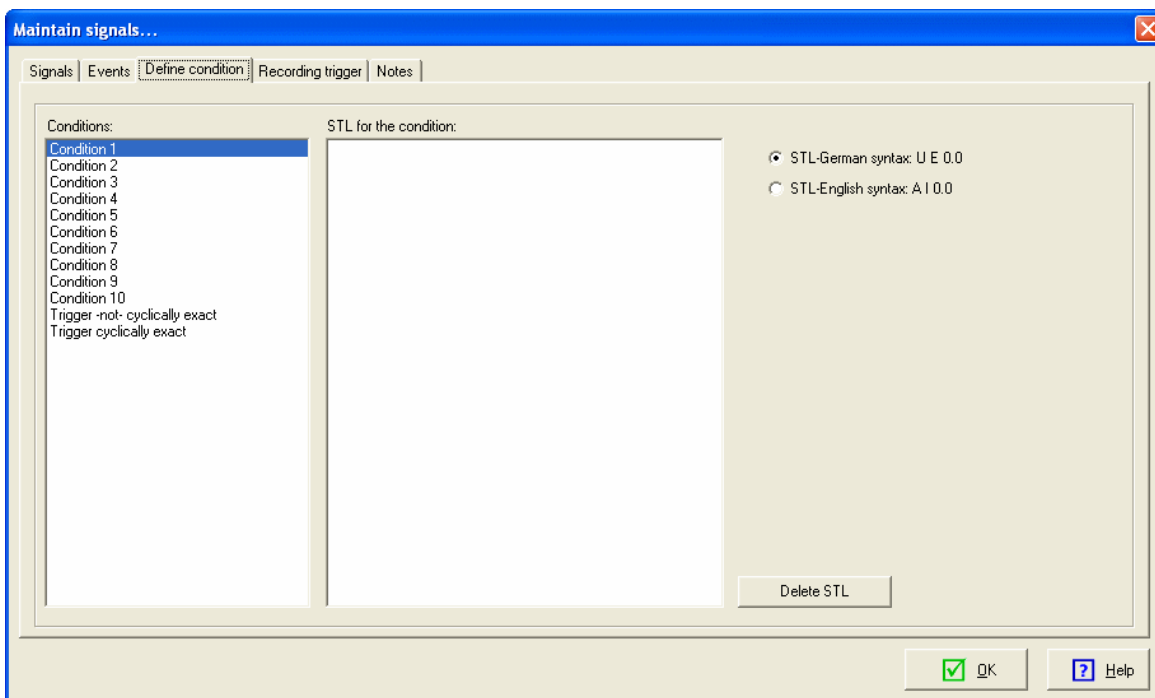 Maintain signals...
Signals Events Define condition Recording trigger Notes
Conditions:
STL for the condition:
Condition 1
Condition 2
Condition 3
Condition 4
Condition 5
Condition 6
Condition 7
Condition 8
Condition 9
Condition 10
Trigger -not- cyclically exact
Trigger cyclically exact
STL-German syntax: U E 0.0
STL-English syntax: A I 0.0
Delete STL
OK
? Help